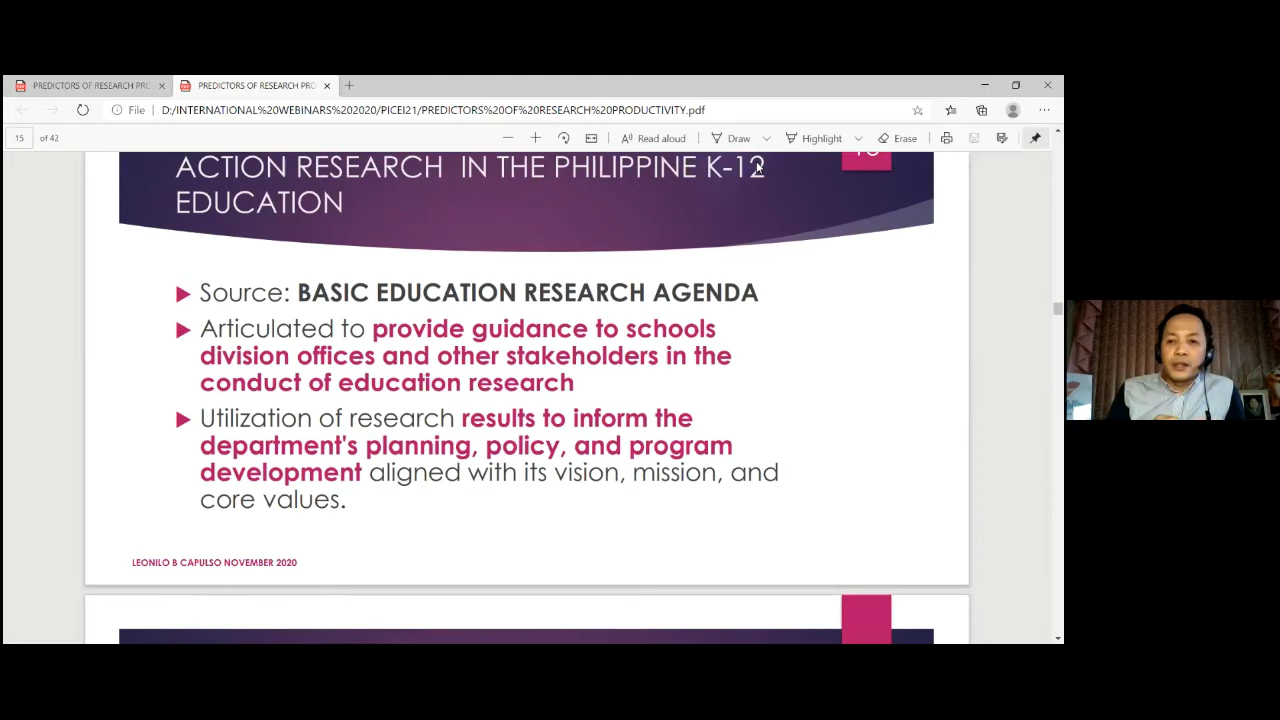 PREDICTORS OF RESEARCH PRO
PREDICTORS OF RESEARCH PRO
File
D:/INTERNATIONAL%20WEBINARS%202020/PICEI21/PREDICTORS%20OF%20RESEARCH%20PRODUCTIVITY.pdf
15 of 42
Read aloud
Draw
Highlight
Erase
ACTION RESEARCH IN THE PHILIPPINE K-12
EDUCATION
Source: BASIC EDUCATION RESEARCH AGENDA
Articulated to provide guidance to schools
division offices and other stakeholders in the
conduct of education research
Utilization of research results to inform the
department's planning, policy, and program
development aligned with its vision, mission, and
core values.
LEONILO B CAPULSO NOVEMBER 2020